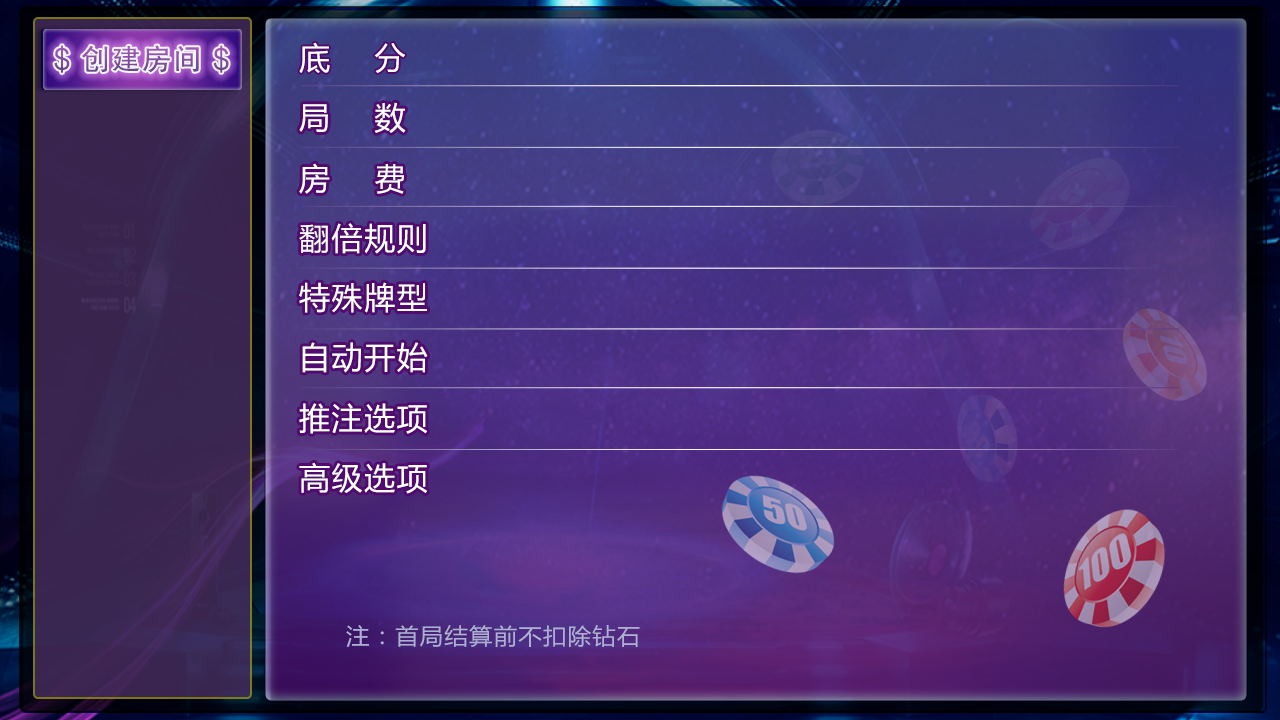 $ 创建房间 $
底 分
局 数
房 费
翻倍规则
特殊牌型
自动开始
推注选项
高级选项
50
100
注：首局结算前不扣除钻石